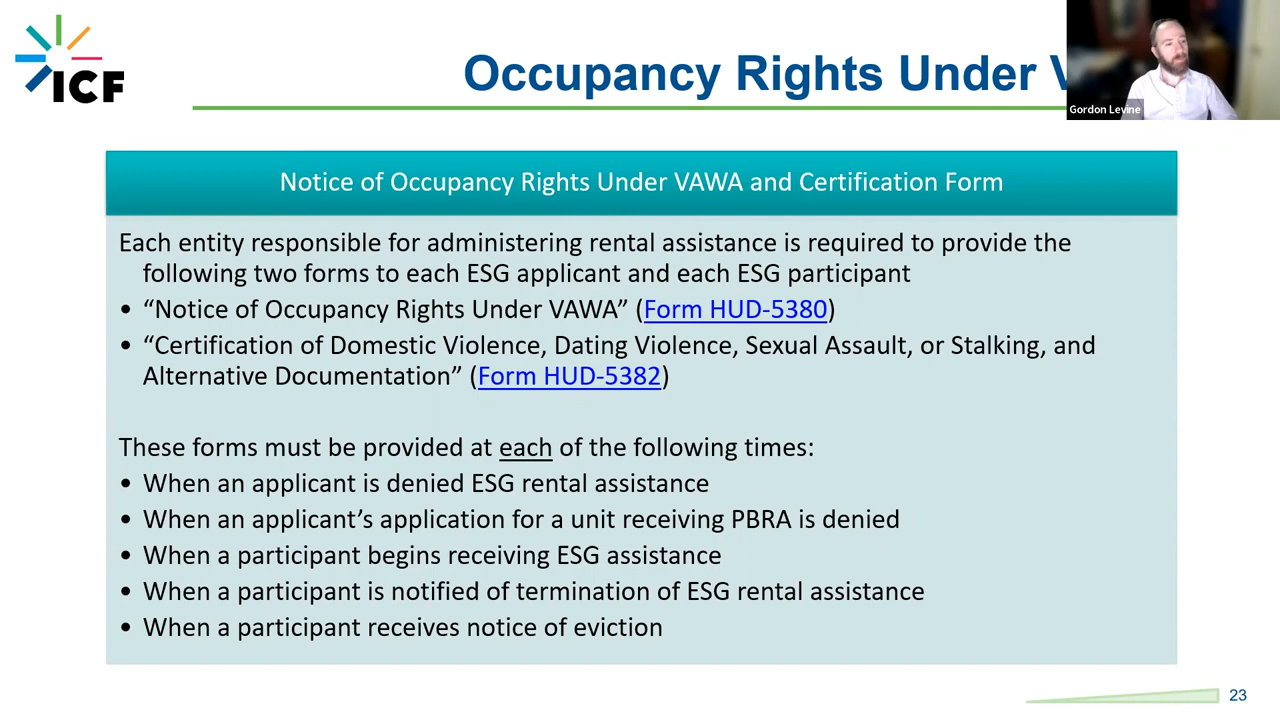 ICF
Occupancy Rights Under
Gordon Levine
Notice of Occupancy Rights Under VAWA and Certification Form
Each entity responsible for administering rental assistance is required to provide the
following two forms to each ESG applicant and each ESG participant
• “Notice of Occupancy Rights Under VAWA” (Form HUD-5380)
• “Certification of Domestic Violence, Dating Violence, Sexual Assault, or Stalking, and
Alternative Documentation” (Form HUD-5382)
These forms must be provided at each of the following times:
• When an applicant is denied ESG rental assistance
• When an applicant’s application for a unit receiving PBRA is denied
• When a participant begins receiving ESG assistance
• When a participant is notified of termination of ESG rental assistance
• When a participant receives notice of eviction
23